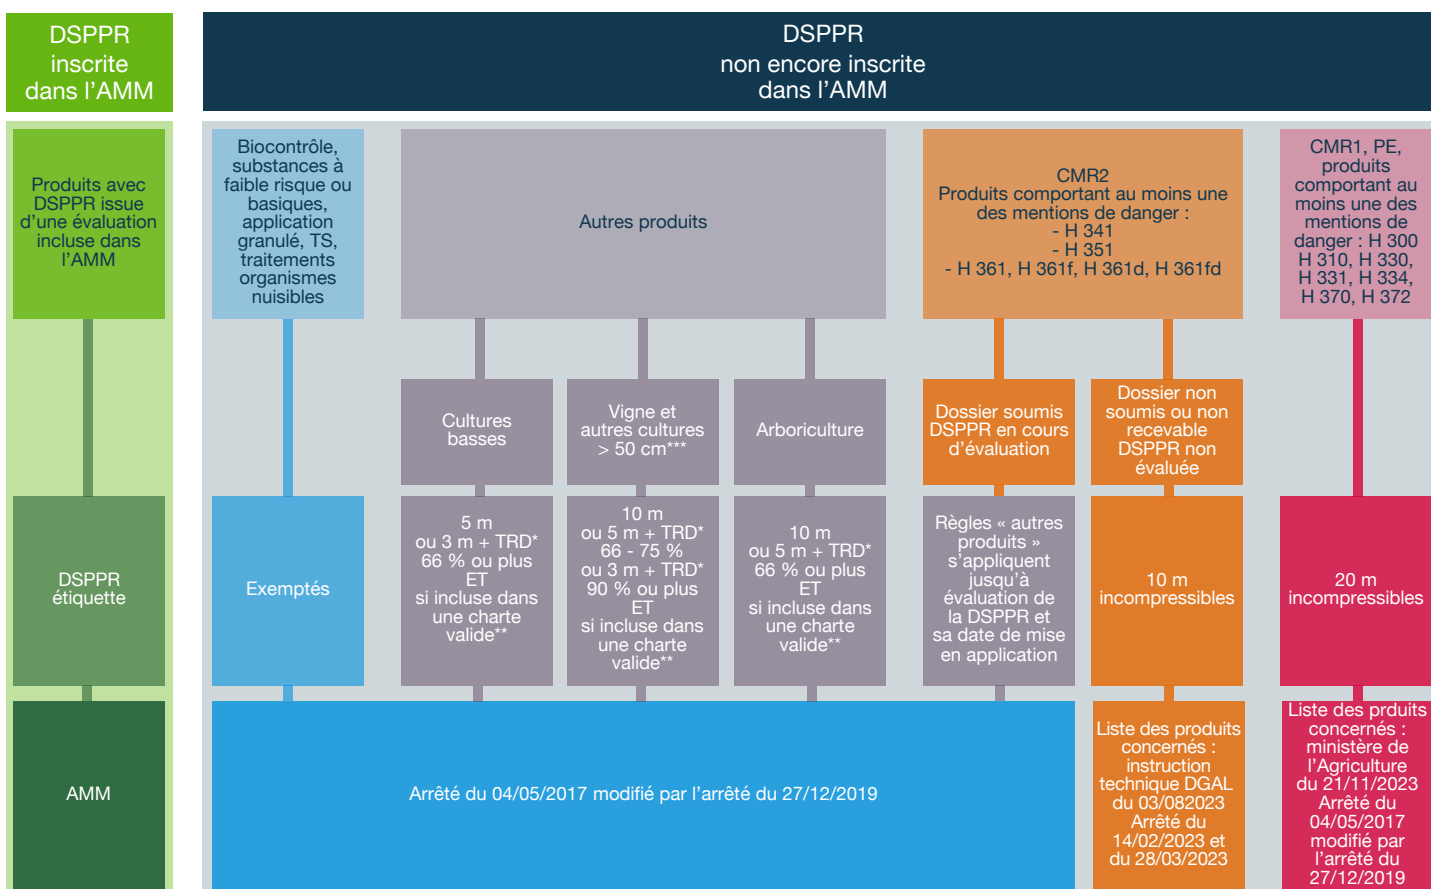 DSPPR
inscrite
dans l'AMM
DSPPR
non encore inscrite
dans l'AMM
Produits avec
DSPPR issue
d'une évaluation
incluse dans
l'AMM
Biocontrôle,
substances à
faible risque ou
basiques,
application
granulé, TS,
traitements
organismes
nuisibles
Autres produits
CMR2
Produits comportant au moins une
des mentions de danger :
- H 341
- H 351
- H 361, H 361f, H 361d, H 361fd
CMR1, PE,
produits
comportant au
moins une des
mentions de
danger : H 300
H 310, H 330,
H 331, H 334,
H 370, H 372
Cultures
basses
Vigne et
autres cultures
> 50 cm***
Arboriculture
Dossier soumis
DSPPR en cours
d'évaluation
Dossier non
soumis ou non
recevable
DSPPR non
évaluée
DSPPR
étiquette
Exemptés
5 m
ou 3 m + TRD*
66 % ou plus
ET
si incluse dans
une charte
valide**
10 m
ou 5 m + TRD*
66 - 75 %
ou 3 m + TRD*
90 % ou plus
ET
si incluse dans
une charte
valide**
10 m
ou 5 m + TRD*
66 % ou plus
ET
si incluse dans
une charte
valide**
Règles « autres
produits »
s'appliquent
jusqu'à
évaluation de
la DSPPR et
sa date de mise
en application
10 m
incompressibles
20 m
incompressibles
AMM
Arrêté du 04/05/2017 modifié par l'arrêté du 27/12/2019
Liste des produits
concernés :
instruction
technique DGAL
du 03/082023
Arrêté du
14/02/2023 et
du 28/03/2023
Liste des prduits
concernés :
ministère de
l'Agriculture
du 21/11/2023
Arrêté du
04/05/2017
modifié par
l'arrêté du
27/12/2019